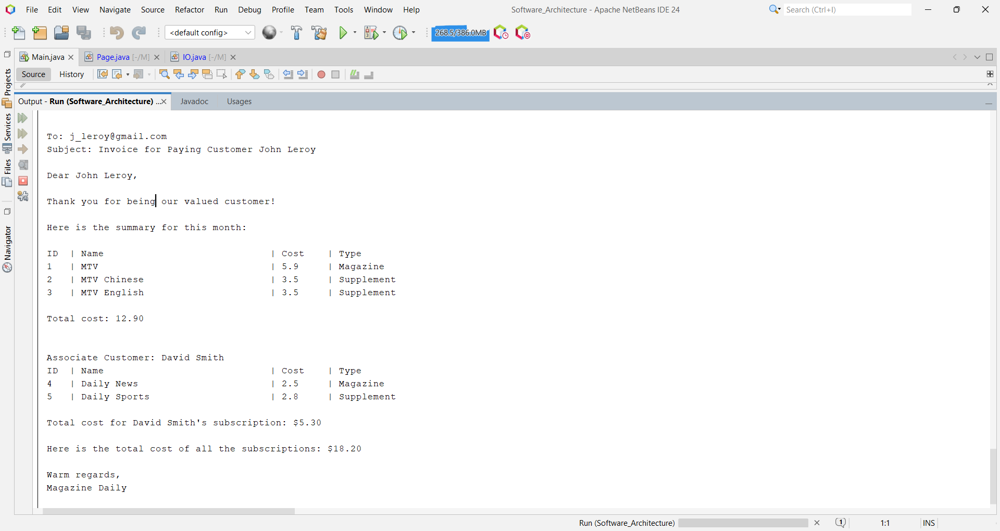 File Edit View Navigate Source Refactor Run Debug Profile Team Tools Window Help Software_Architecture - Apache NetBeans IDE 24 Search (Ctrl+I)
<default config> 268.5/386.0MB
Main.java Page.java [-/M] IO.java [-/M]
Source History
Projects
Services
Files
Navigator
Output - Run (Software_Architecture) ... Javadoc Usages
To: j_leroy@gmail.com
Subject: Invoice for Paying Customer John Leroy
Dear John Leroy,
Thank you for being our valued customer!
Here is the summary for this month:
ID | Name | Cost | Type
1 | MTV | 5.9 | Magazine
2 | MTV Chinese | 3.5 | Supplement
3 | MTV English | 3.5 | Supplement
Total cost: 12.90
Associate Customer: David Smith
ID | Name | Cost | Type
4 | Daily News | 2.5 | Magazine
5 | Daily Sports | 2.8 | Supplement
Total cost for David Smith's subscription: $5.30
Here is the total cost of all the subscriptions: $18.20
Warm regards,
Magazine Daily
Run (Software_Architecture) 1 1:1 INS